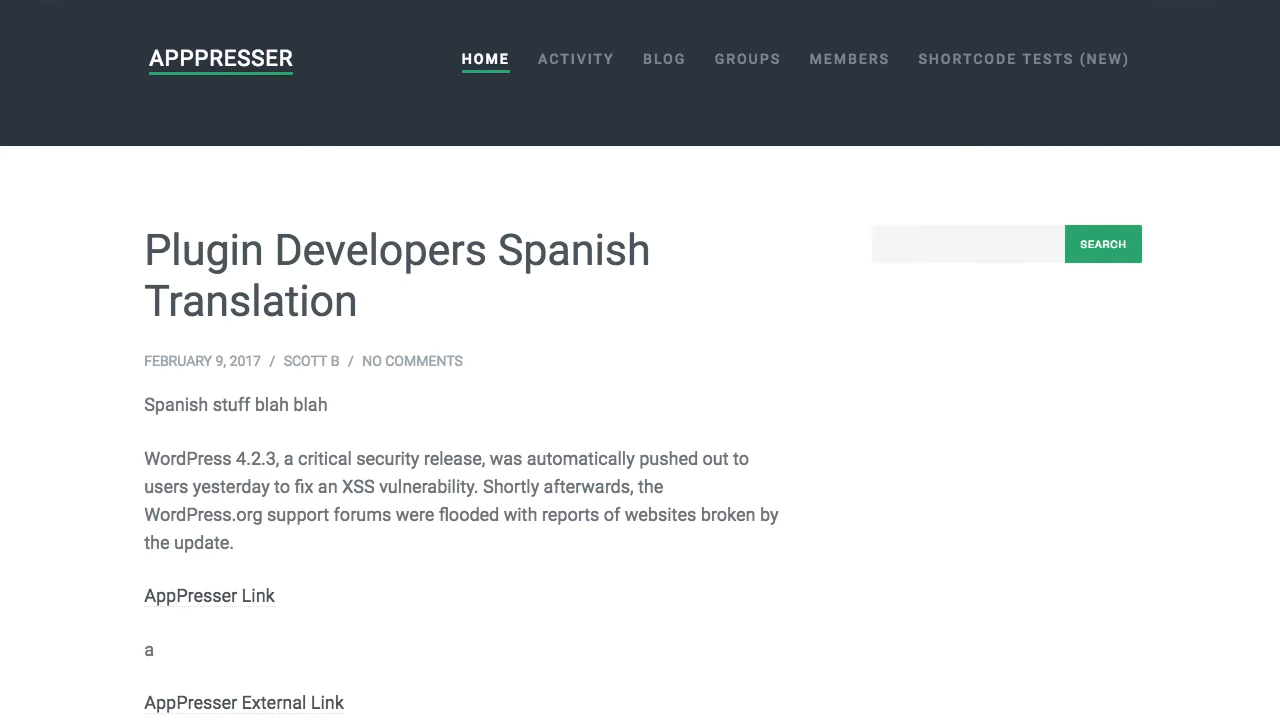 APPPRESSER
HOME ACTIVITY BLOG GROUPS MEMBERS SHORTCODE TESTS (NEW)
Plugin Developers Spanish
Translation
SEARCH
FEBRUARY 9, 2017 / SCOTT B / NO COMMENTS
Spanish stuff blah blah
WordPress 4.2.3, a critical security release, was automatically pushed out to
users yesterday to fix an XSS vulnerability. Shortly afterwards, the
WordPress.org support forums were flooded with reports of websites broken by
the update.
AppPresser Link
a
AppPresser External Link